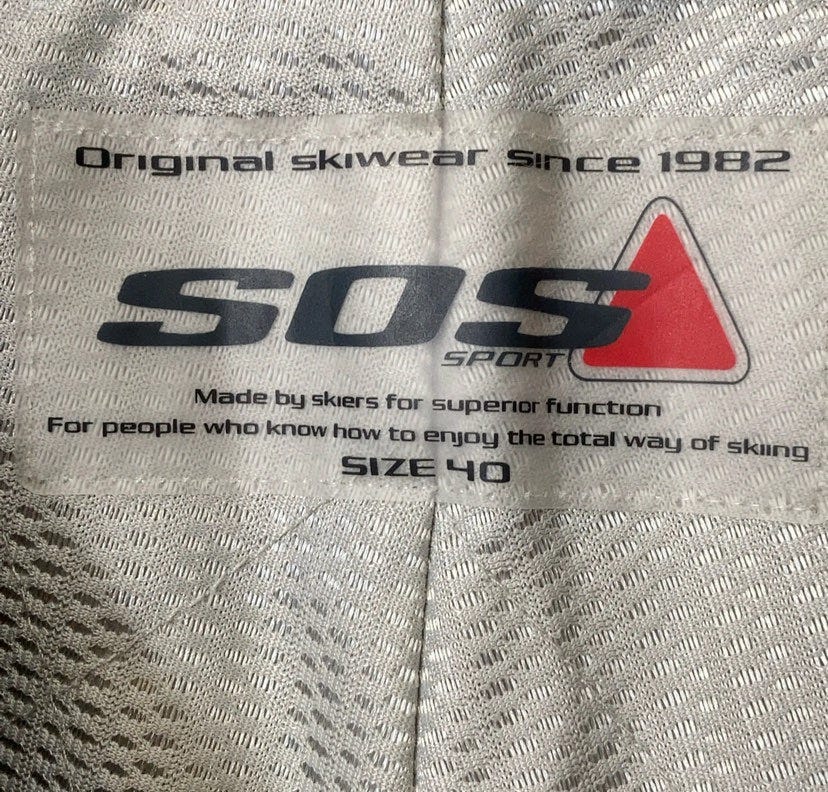 Original skiwear since 1982
SOS
SPORT
Made by skiers for superior function
For people who know how to enjoy the total way of skiing
SIZE 40